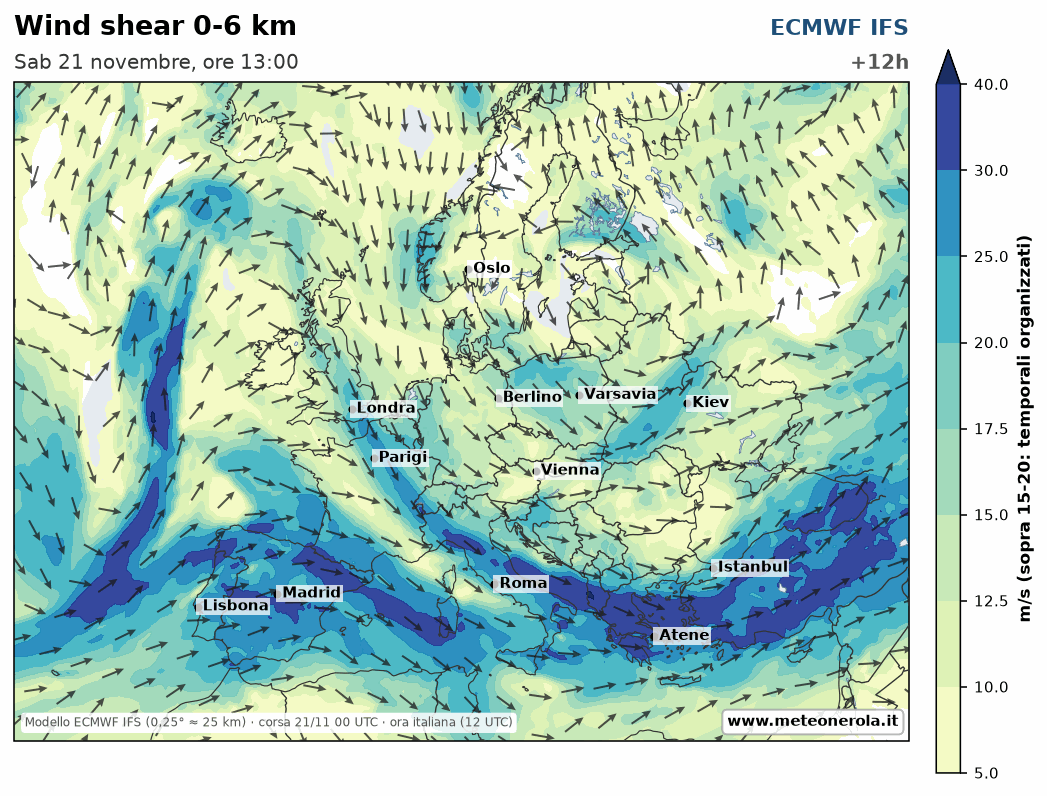 Wind shear 0-6 km
ECMWF IFS
Sab 21 novembre, ore 13:00
+12h
40.0
30.0
25.0
20.0
17.5
15.0
12.5
10.0
5.0
m/s (sopra 15-20: temporali organizzati)
Oslo
Berlino
Varsavia
Kiev
Londra
Parigi
Vienna
Istanbul
Roma
Madrid
Lisbona
Atene
Modello ECMWF IFS (0.25° ≈ 25 km) · corsa 21/11 00 UTC · ora italiana (12 UTC)
www.meteonerola.it